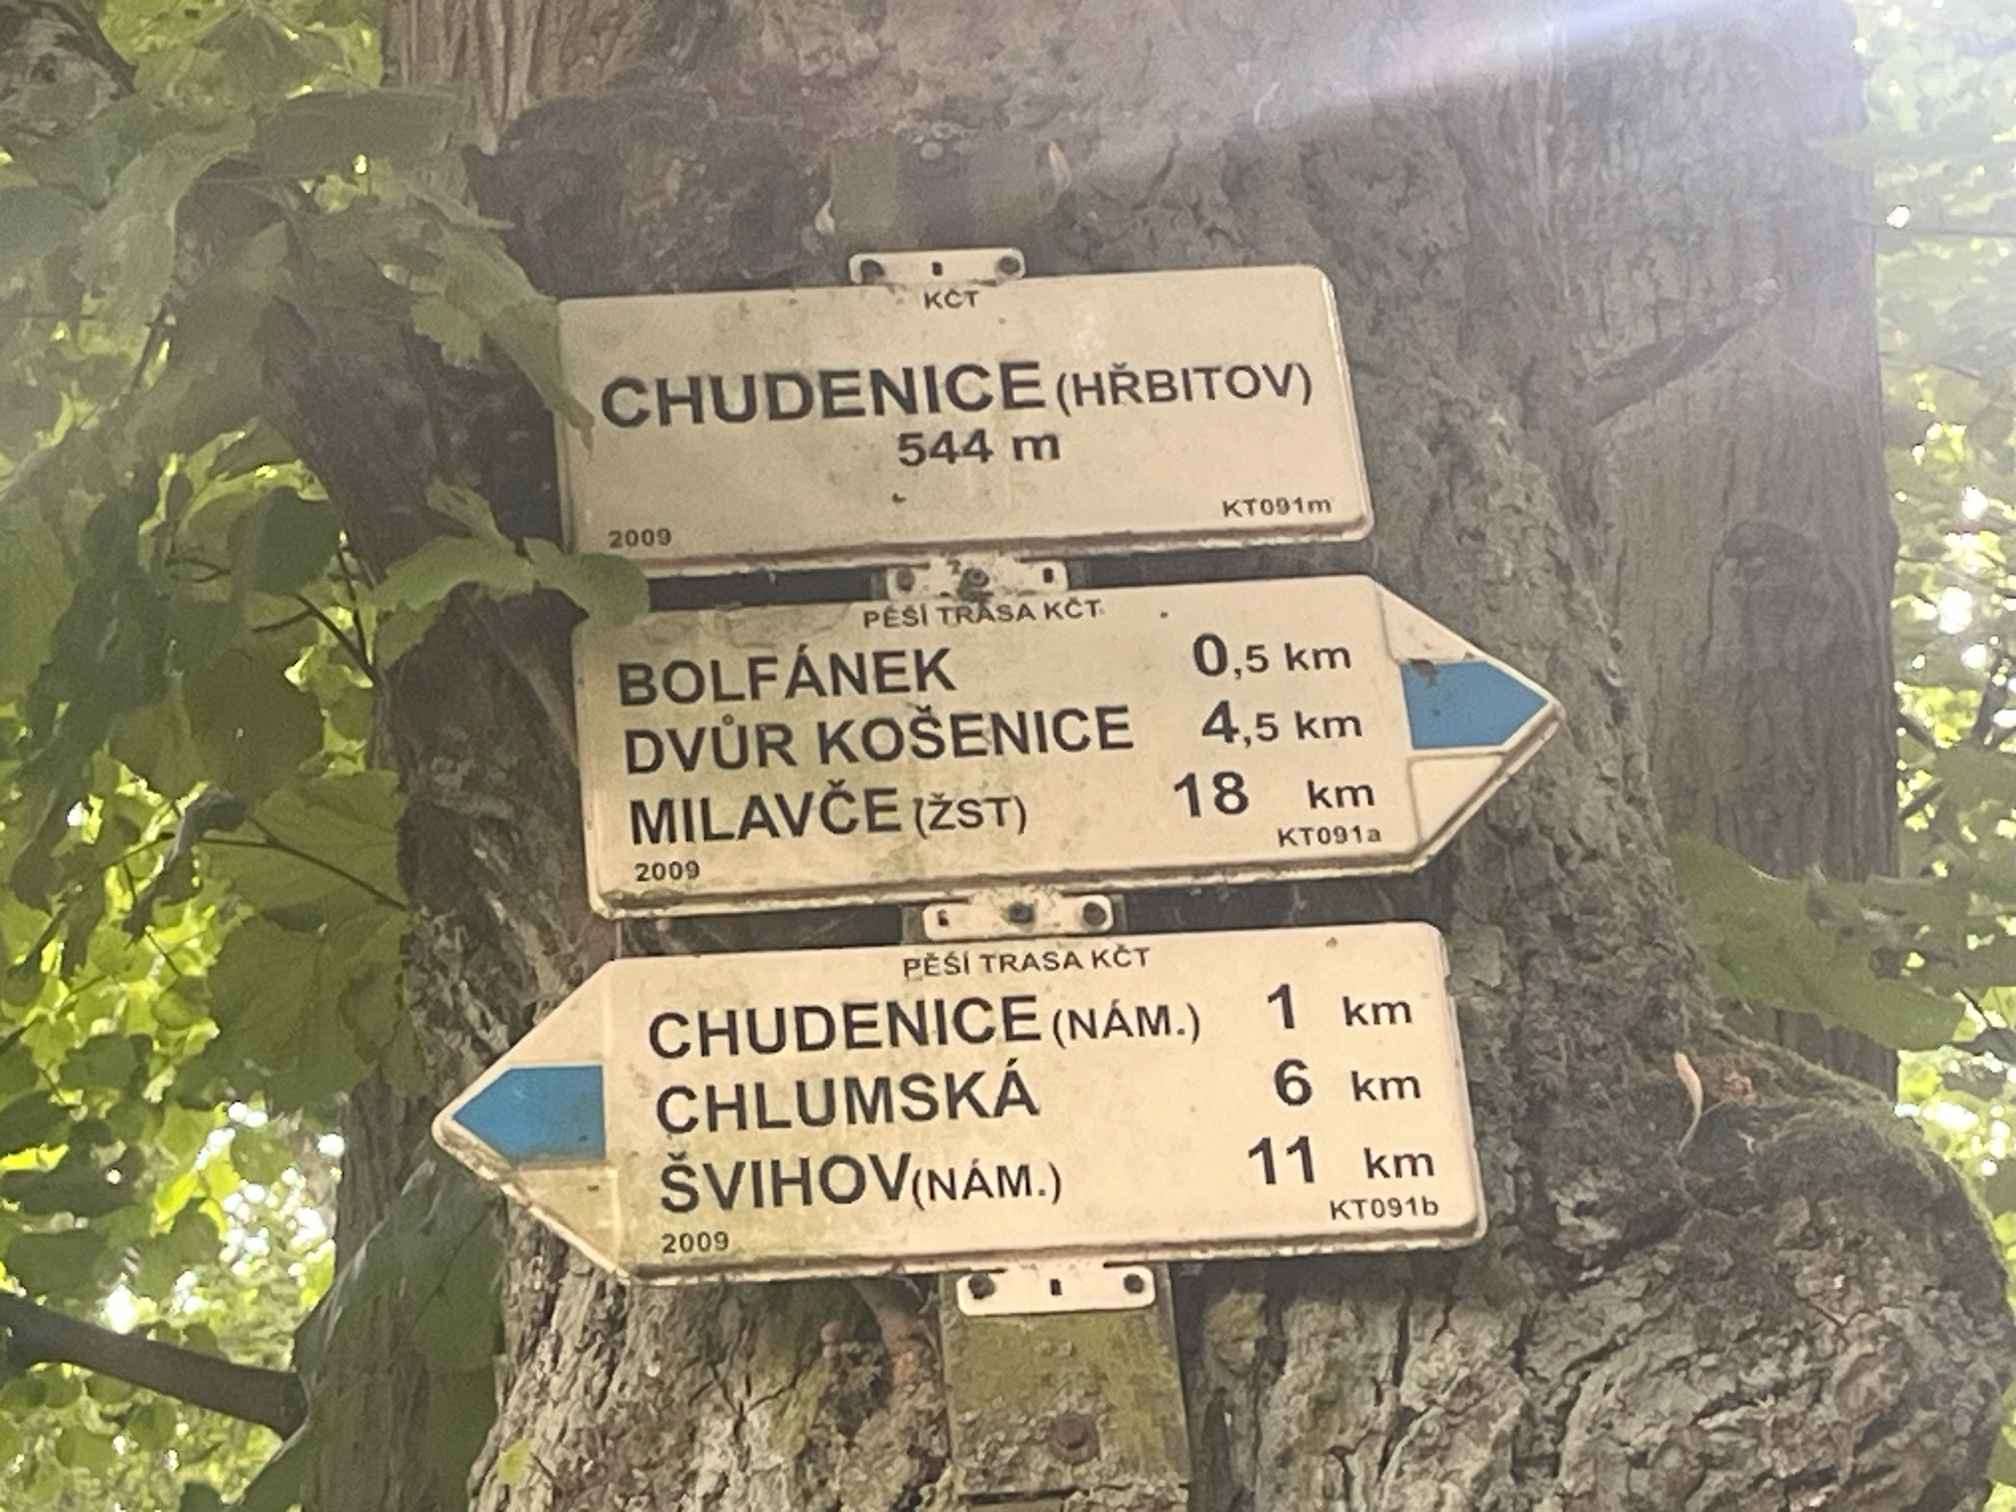 KČT
CHUDENICE (HŘBITOV)
544 m
2009 KT091m
PĚŠÍ TRASA KČT
BOLFÁNEK 0,5 km
DVŮR KOŠENICE 4,5 km
MILAVČE (ŽST) 18 km
KT091a
2009
PĚŠÍ TRASA KČT
CHUDENICE (NÁM.) 1 km
CHLUMSKÁ 6 km
ŠVIHOV (NÁM.) 11 km
KT091b
2009